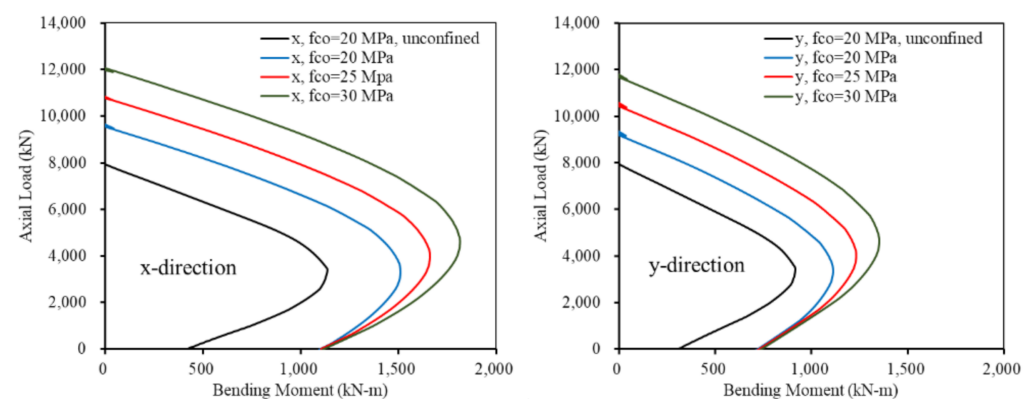 14,000
12,000
10,000
8,000
6,000
4,000
2,000
0
Axial Load (kN)
x, fco=20 MPa, unconfined
x, fco=20 MPa
x, fco=25 Mpa
x, fco=30 MPa
x-direction
0 500 1,000 1,500 2,000
Bending Moment (kN-m)
14,000
12,000
10,000
8,000
6,000
4,000
2,000
0
Axial Load (kN)
y, fco=20 MPa, unconfined
y, fco=20 MPa
y, fco=25 MPa
y, fco=30 MPa
y-direction
0 500 1,000 1,500 2,000
Bending Moment (kN-m)